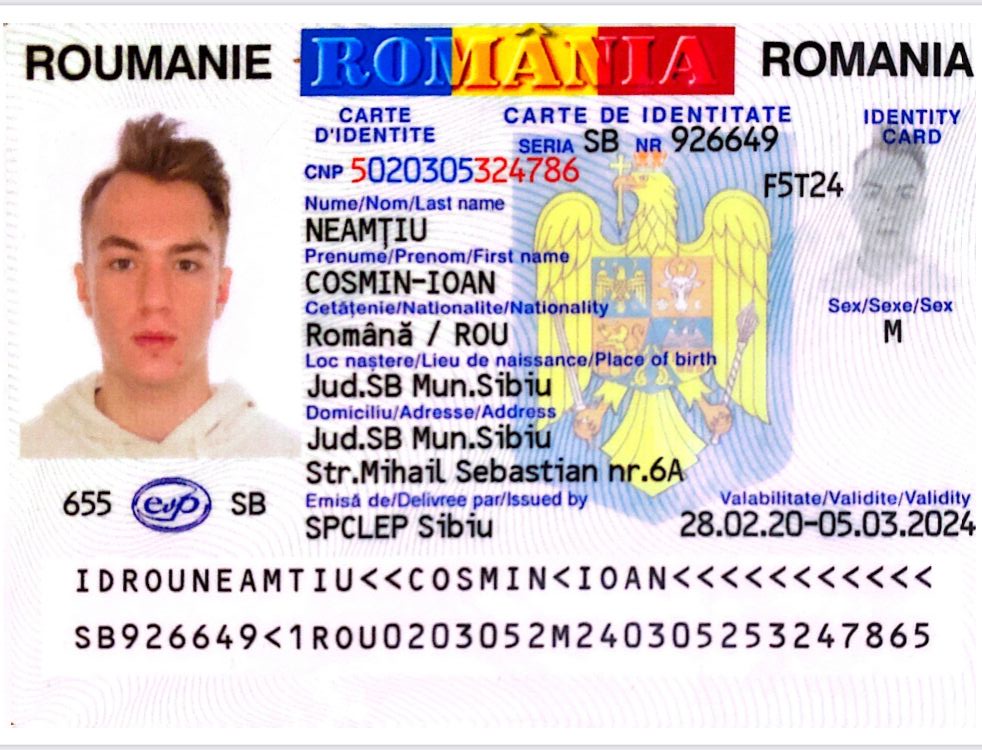 ROUMANIE ROMÂNIA ROMANIA
CARTE D'IDENTITE
CARTE DE IDENTITATE
IDENTITY CARD
SERIA SB NR 926649
CNP 5020305324786
F5T24
Nume/Nom/Last name
NEAMȚIU
Prenume/Prenom/First name
COSMIN-IOAN
Cetățenie/Nationalite/Nationality
Română / ROU
Sex/Sexe/Sex
M
Loc naștere/Lieu de naissance/Place of birth
Jud.SB Mun.Sibiu
Domiciliu/Adresse/Address
Jud.SB Mun.Sibiu
Str.Mihail Sebastian nr.6A
655 evp SB
Emisă de/Delivree par/Issued by
SPCLEP Sibiu
Valabilitate/Validite/Validity
28.02.20-05.03.2024
IDROUNEAMTIU<<COSMIN<IOAN<<<<<<<<<<<
SB926649<1ROU0203052M240305253247865